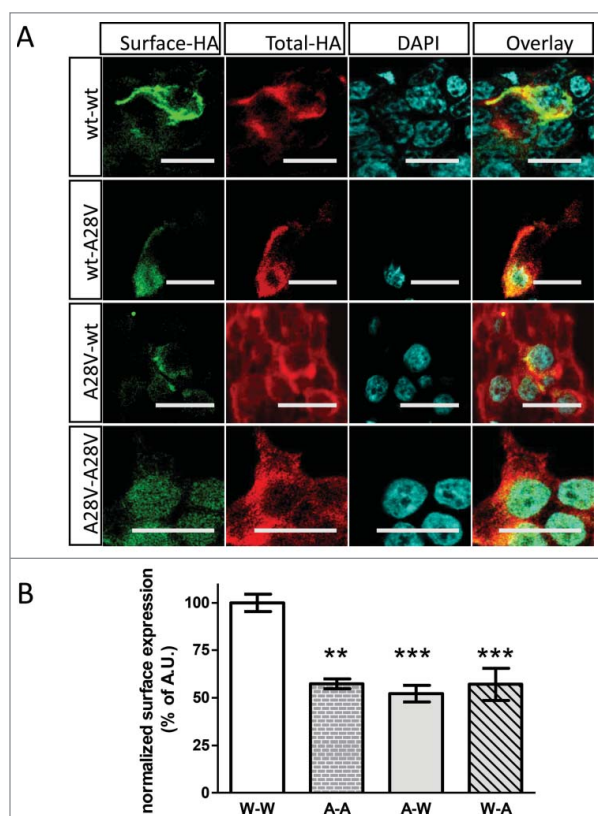 A
Surface-HA Total-HA DAPI Overlay
wt-wt
wt-A28V
A28V-wt
A28V-A28V
B
normalized surface expression
(% of A.U.)
100
75
50
25
0
** *** ***
W-W A-A A-W W-A